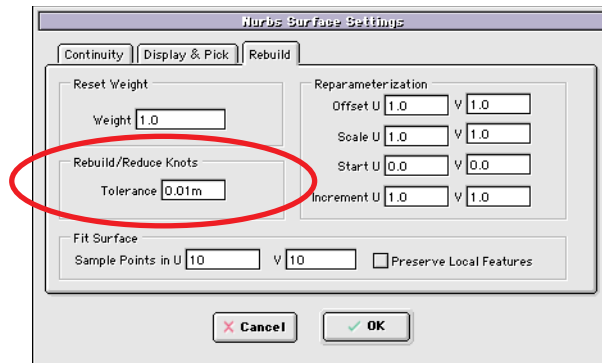 Nurbs Surface Settings
Continuity Display & Pick Rebuild
Reset Weight
Weight 1.0
Rebuild/Reduce Knots
Tolerance 0.01m
Reparameterization
Offset U 1.0 V 1.0
Scale U 1.0 V 1.0
Start U 0.0 V 0.0
Increment U 1.0 V 1.0
Fit Surface
Sample Points in U 10 V 10 Preserve Local Features
Cancel OK